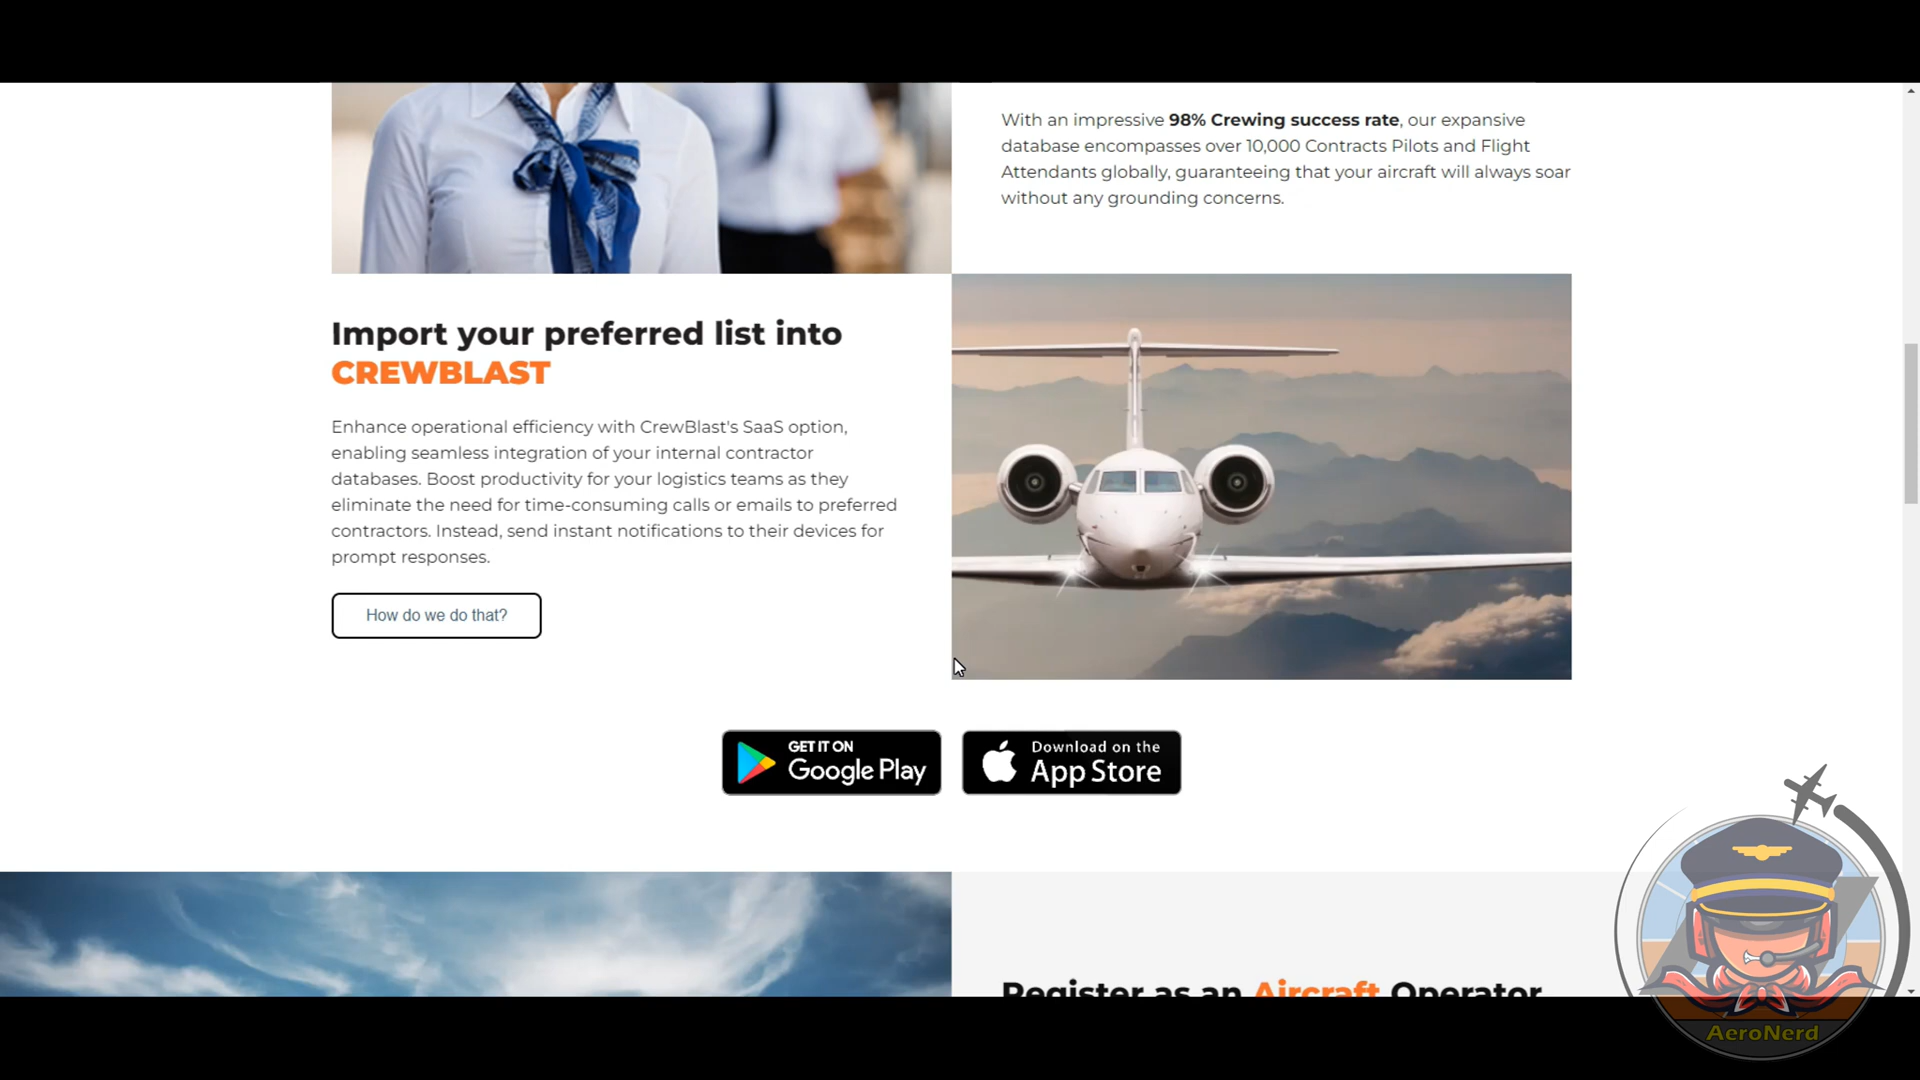 With an impressive 98% Crewing success rate, our expansive
database encompasses over 10,000 Contracts Pilots and Flight
Attendants globally, guaranteeing that your aircraft will always soar
without any grounding concerns.
Import your preferred list into
CREWBLAST
Enhance operational efficiency with CrewBlast's SaaS option,
enabling seamless integration of your internal contractor
databases. Boost productivity for your logistics teams as they
eliminate the need for time-consuming calls or emails to preferred
contractors. Instead, send instant notifications to their devices for
prompt responses.
How do we do that?
GET IT ON
Google Play
Download on the
App Store
Register as an Aircraft Operator
AeroNerd